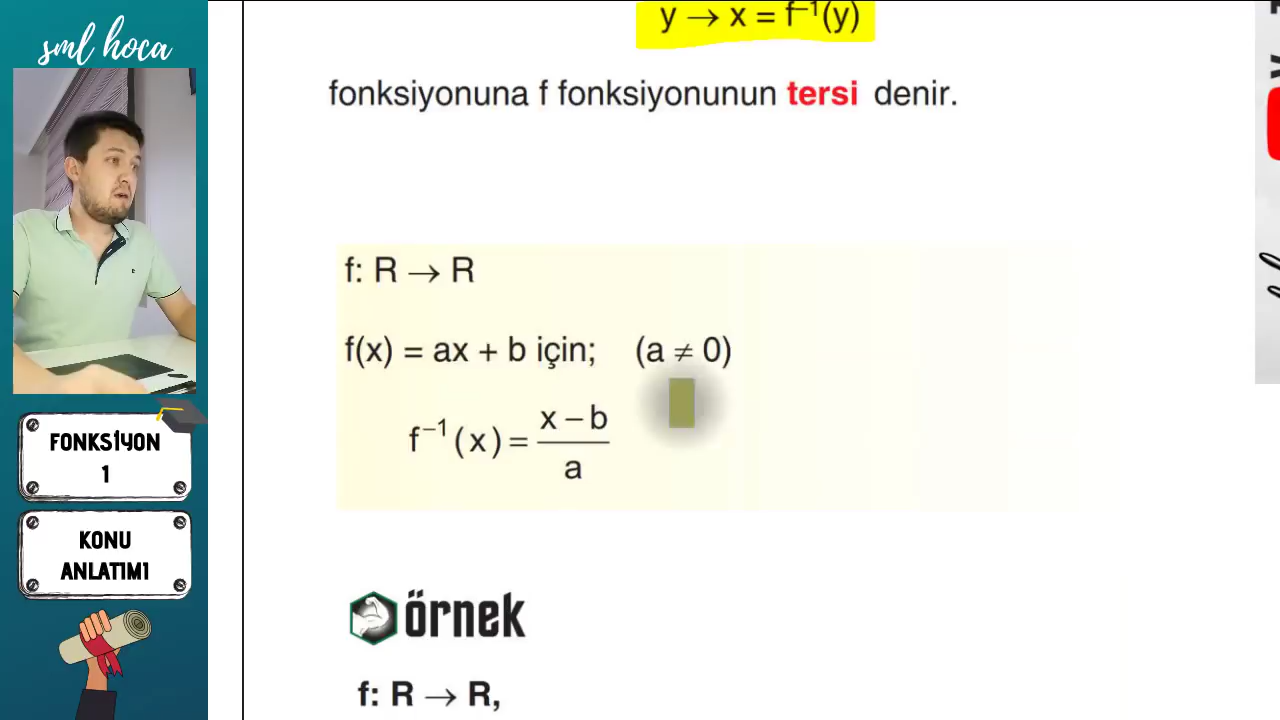 sml hoca
FONKSİYON
1
KONU
ANLATIMI
y → x = f⁻¹(y)
fonksiyonuna f fonksiyonunun tersi denir.
f: R → R
f(x) = ax + b için; (a ≠ 0)
f⁻¹(x) = (x – b)/a
örnek
f: R → R,